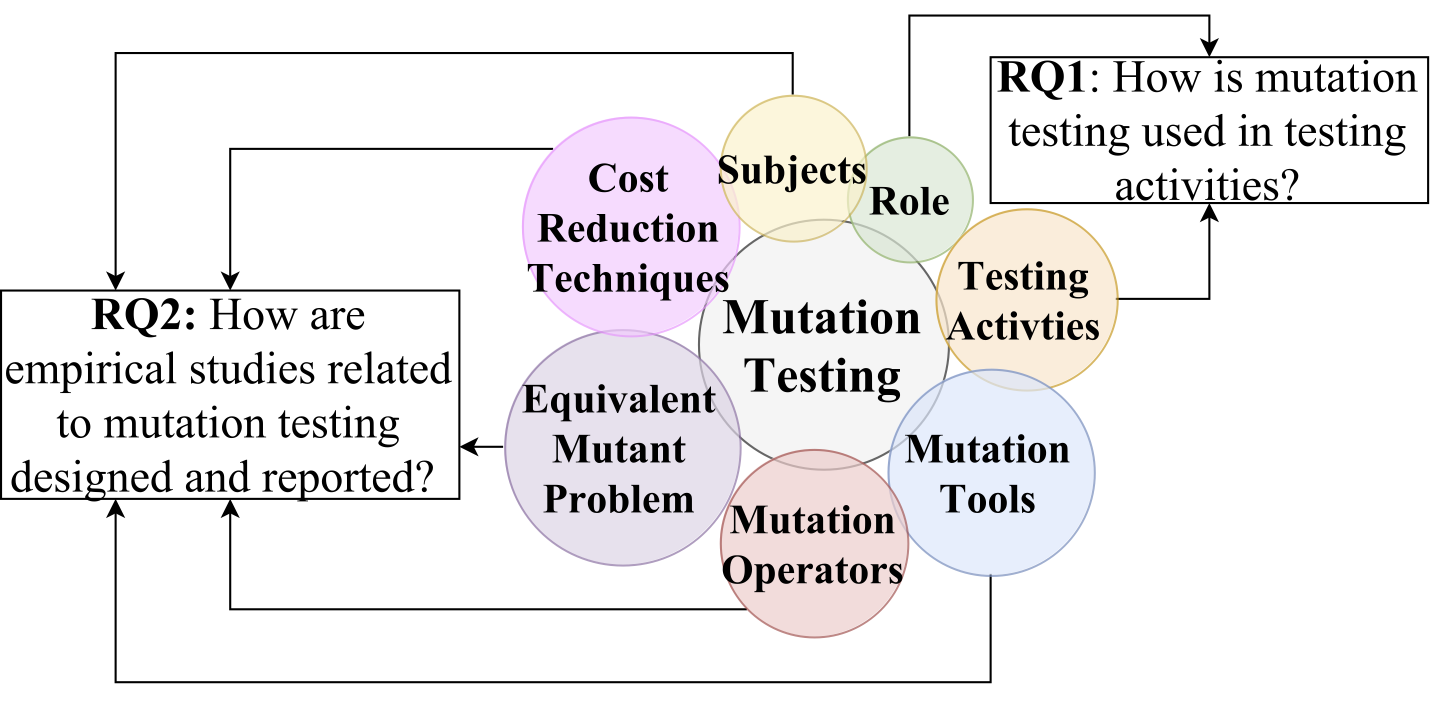 RQ1: How is mutation
testing used in testing
activities?
Subjects
Role
Cost
Reduction
Techniques
Testing
Activties
Mutation
Testing
RQ2: How are
empirical studies related
to mutation testing
designed and reported?
Equivalent
Mutant
Problem
Mutation
Tools
Mutation
Operators